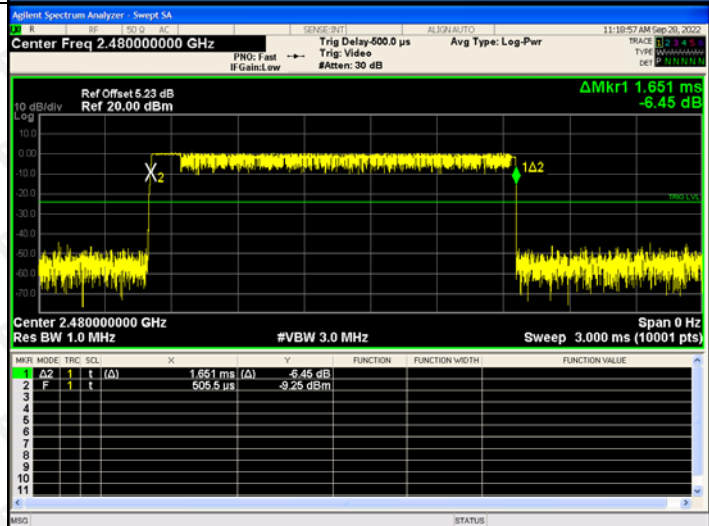 Agilent Spectrum Analyzer - Swept SA
R RF 50 Ω AC SENSE:INT ALIGN AUTO 11:18:57 AM Sep 28, 2022
Center Freq 2.480000000 GHz
PNO: Fast
IFGain:Low
Trig Delay-500.0 µs
Trig: Video
#Atten: 30 dB
Avg Type: Log-Pwr
TRACE 1 2 3 4 5 6
TYPE
DET P N N N N N
ΔMkr1 1.651 ms
-6.45 dB
Ref Offset 5.23 dB
10 dB/div Ref 20.00 dBm
Log
10.0
0.00
-10.0
-20.0
-30.0
-40.0
-50.0
-60.0
-70.0
X2
1Δ2
TRIG LVL
Center 2.480000000 GHz Span 0 Hz
Res BW 1.0 MHz #VBW 3.0 MHz Sweep 3.000 ms (10001 pts)
MKR MODE TRC SCL X Y FUNCTION FUNCTION WIDTH FUNCTION VALUE
1 Δ2 1 t (Δ) 1.651 ms (Δ) -6.45 dB
2 F 1 t 505.5 µs -9.25 dBm
3
4
5
6
7
8
9
10
11
MSG STATUS